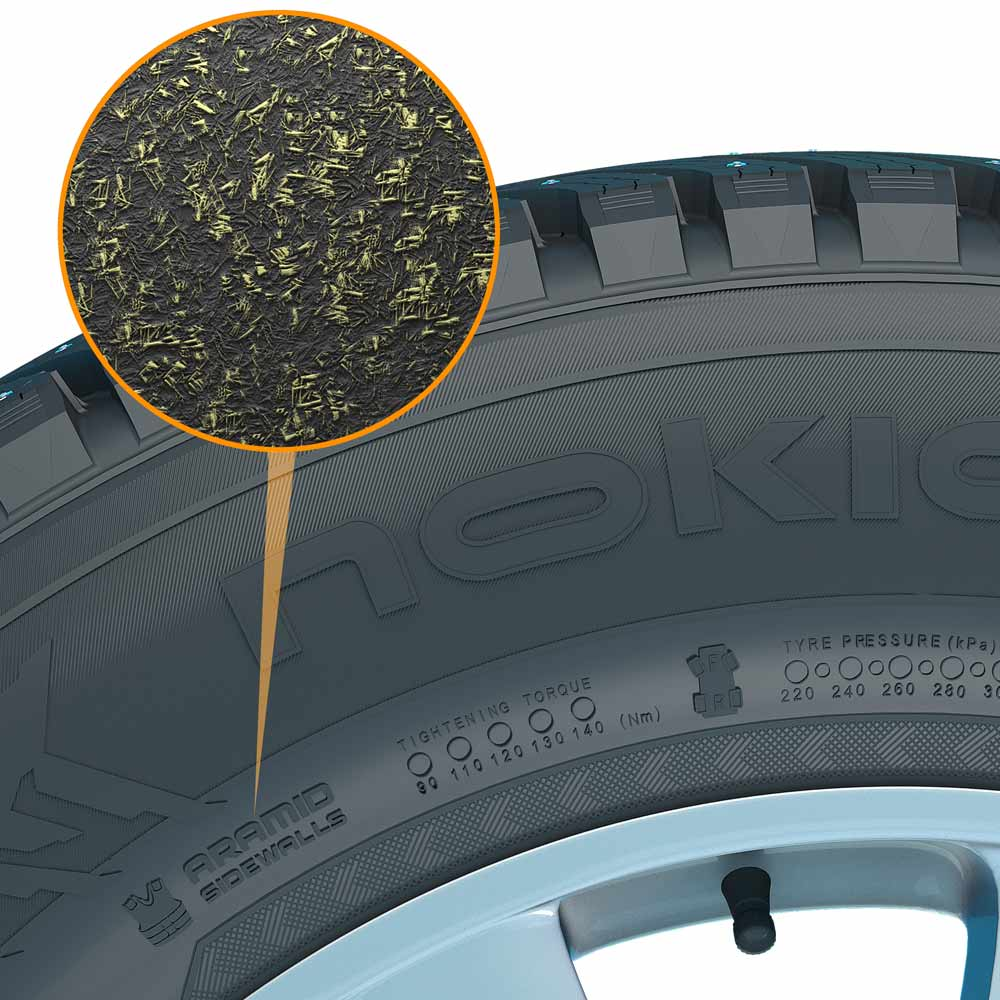 nokia
TYRE PRESSURE (kPa)
220 240 260 280
F
R
TIGHTENING TORQUE
90 110 120 130 140 (Nm)
ARAMID
SIDEWALLS